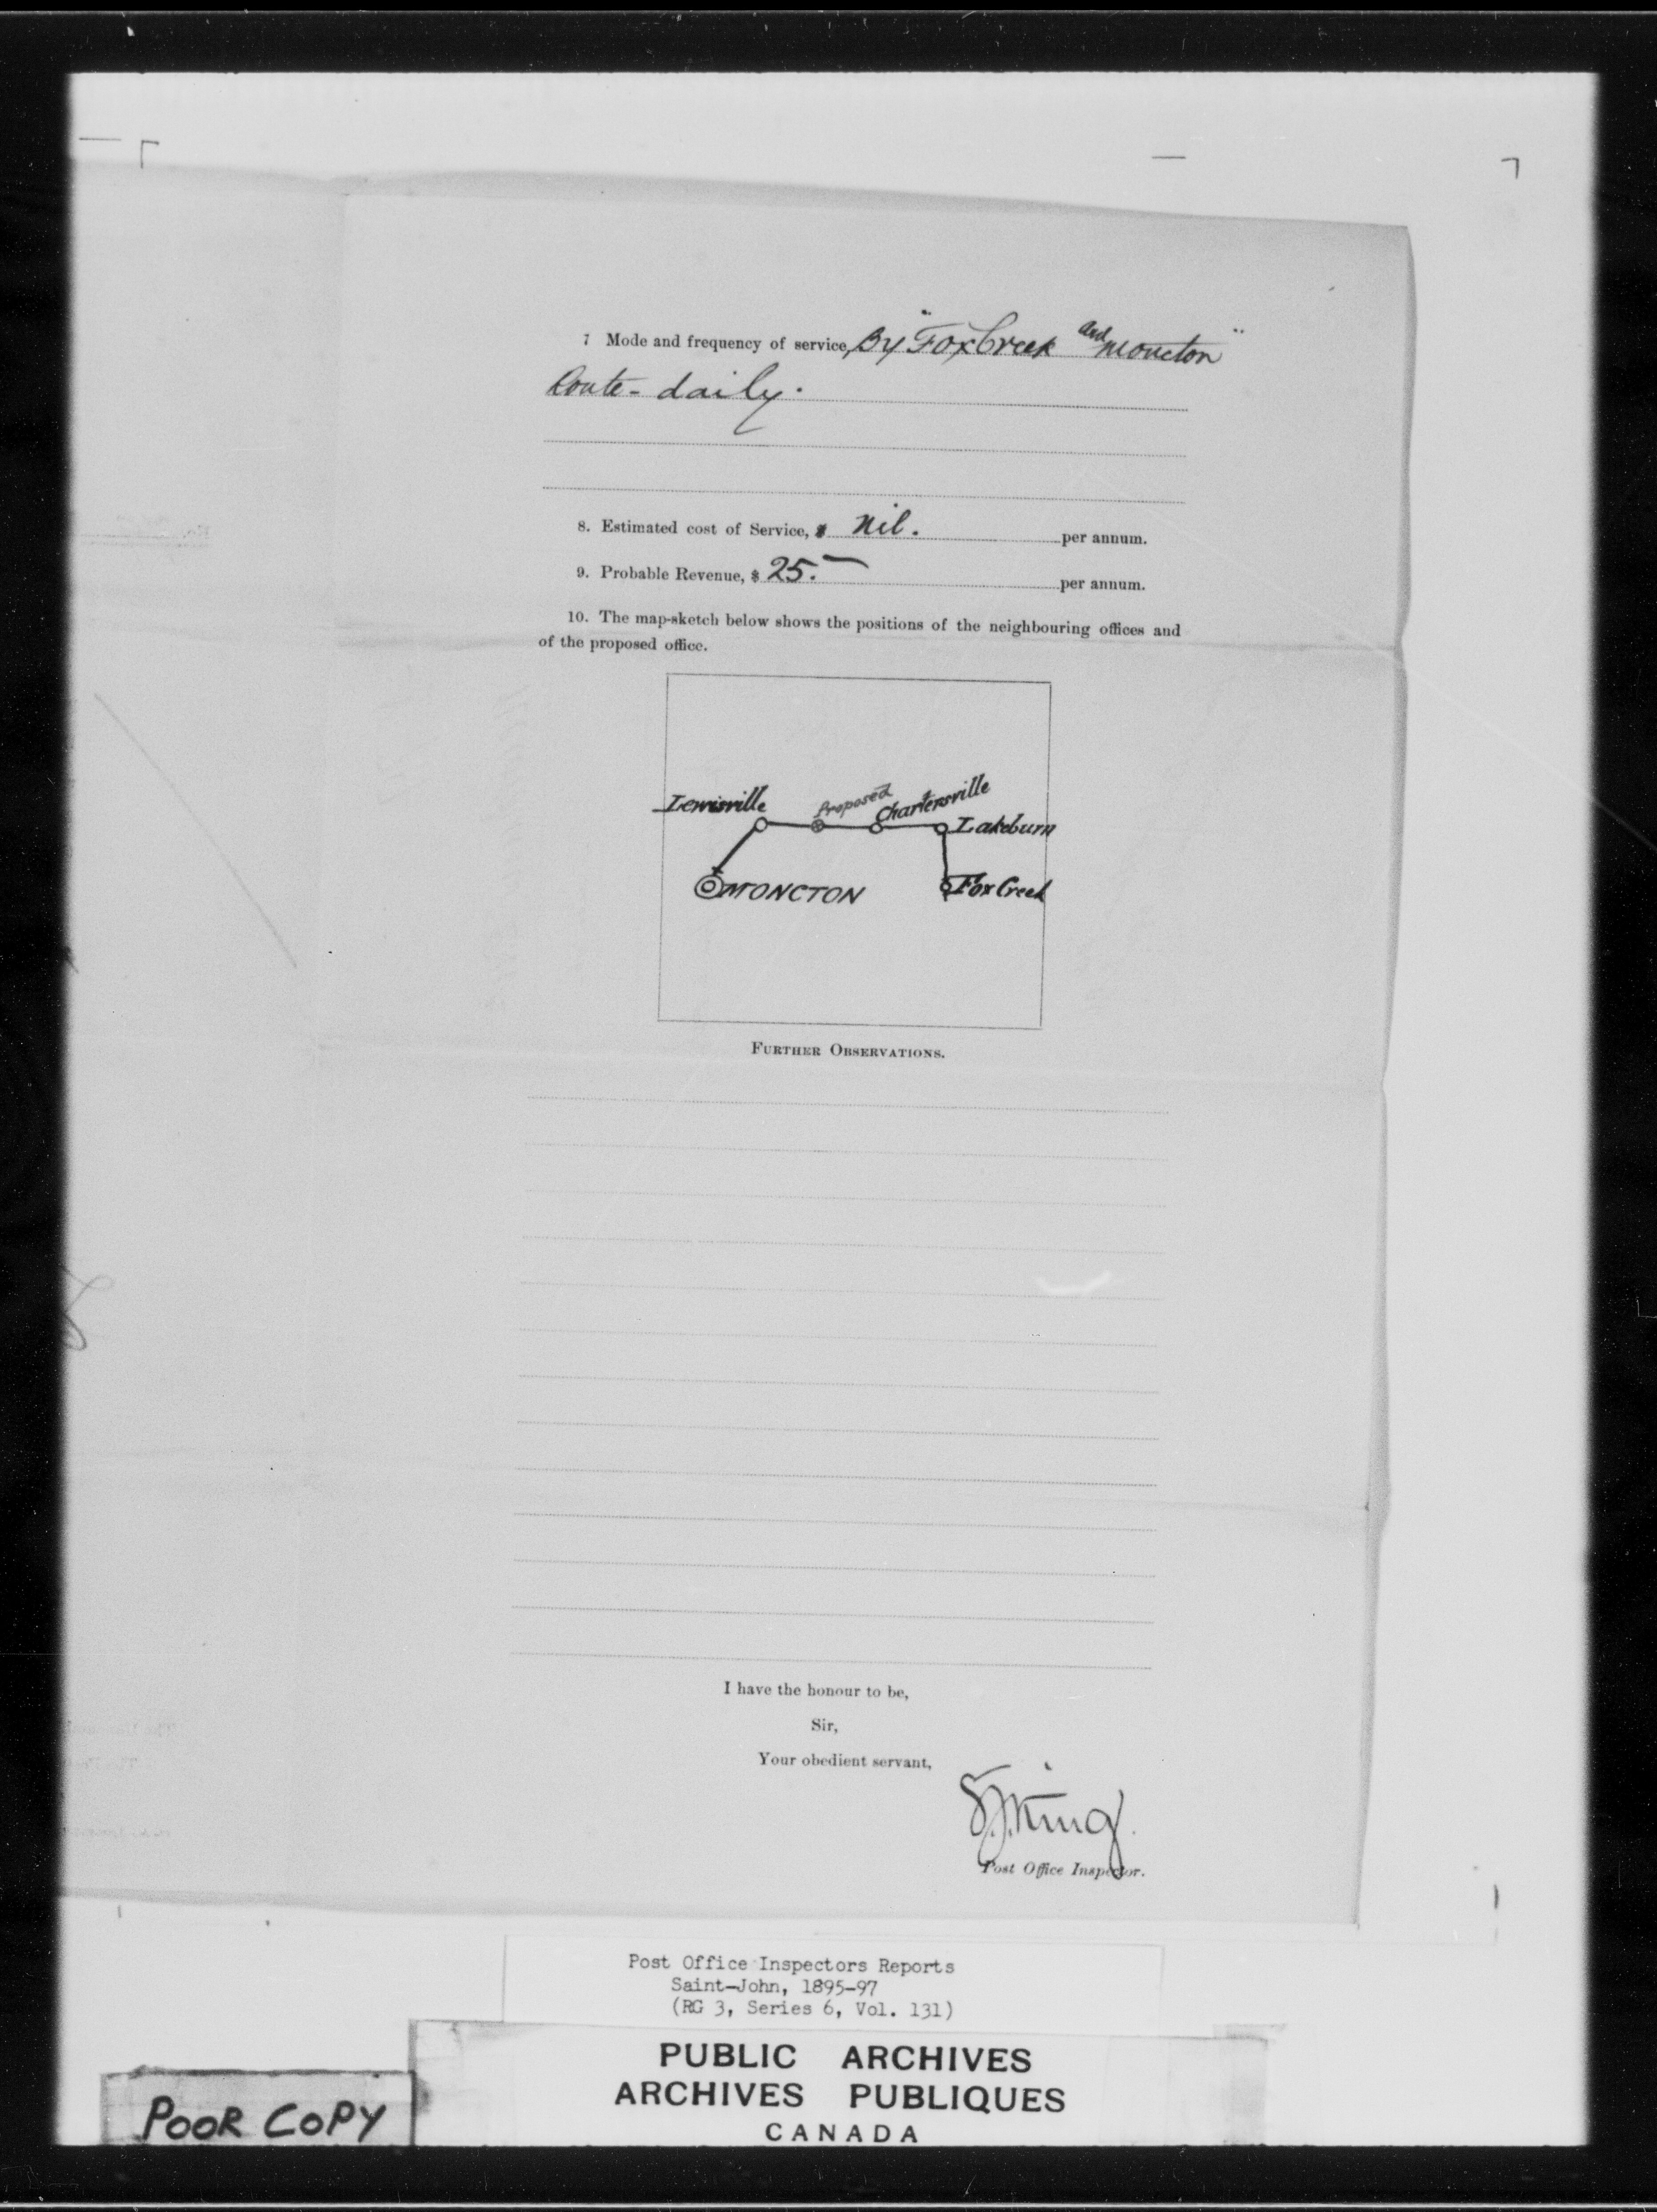 7 Mode and frequency of service, By "Fox Creek and Moncton"
Route - daily.
8. Estimated cost of Service, $ nil. per annum.
9. Probable Revenue, $ 25.— per annum.
10. The map-sketch below shows the positions of the neighbouring offices and
of the proposed office.
Lewisville
Proposed
Chartersville
Lakeburn
MONCTON
Fox Creek
FURTHER OBSERVATIONS.
I have the honour to be,
Sir,
Your obedient servant,
S.J. King.
Post Office Inspector.
Post Office Inspectors Reports
Saint-John, 1895-97
(RG 3, Series 6, Vol. 131)
PUBLIC ARCHIVES
ARCHIVES PUBLIQUES
CANADA
POOR COPY